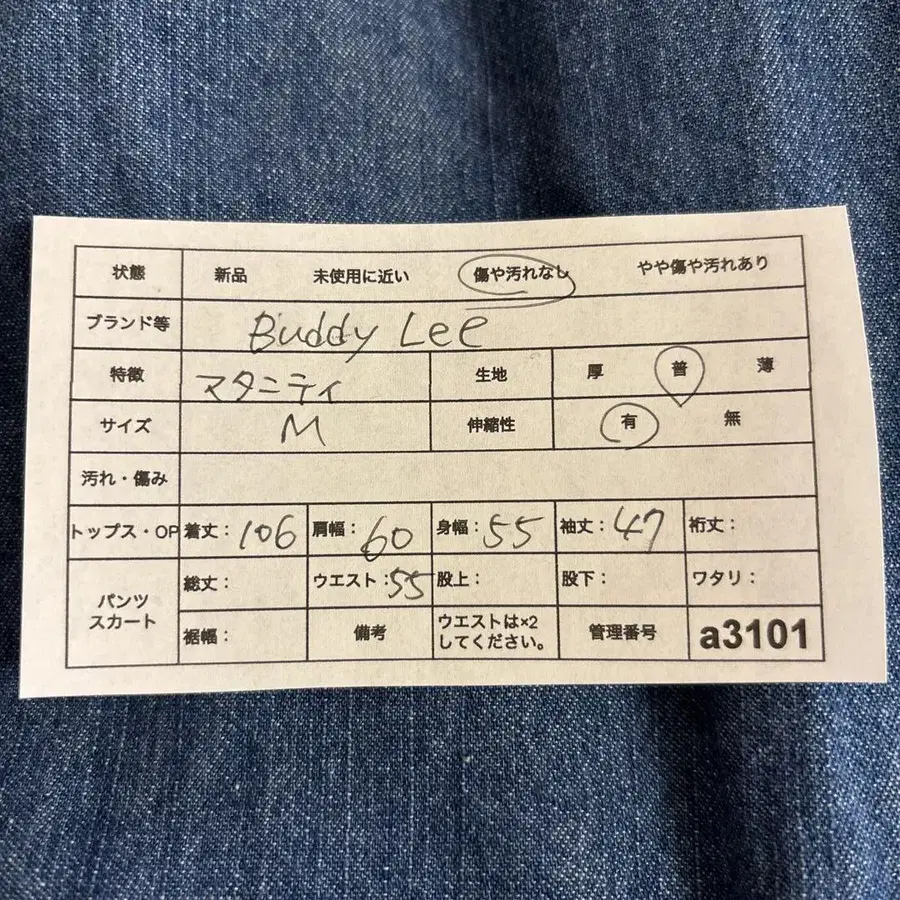 状態 新品 未使用に近い 傷や汚れなし やや傷や汚れあり
ブランド等 Buddy Lee
特徴 マタニティ 生地 厚 普 薄
サイズ M 伸縮性 有 無
汚れ・傷み
トップス・OP 着丈：106 肩幅：60 身幅：55 袖丈：47 裄丈：
パンツ
スカート
総丈： ウエスト：55 股上： 股下： ワタリ：
裾幅： 備考 ウエストは×2
してください。
管理番号 a3101